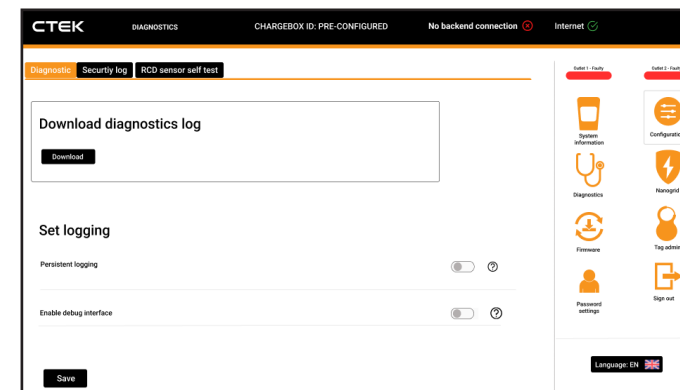 CTEK
DIAGNOSTICS
CHARGEBOX ID: PRE-CONFIGURED
No backend connection
Internet
Diagnostic
Securtiy log
RCD sensor self test
Outlet 1 - Faulty
Outlet 2 - Fault
Download diagnostics log
Download
System
Information
Configuratio
Diagnostics
Nanogrid
Set logging
Persistent logging
Firmware
Tag admin
Enable debug interface
Password
settings
Sign out
Save
Language: EN